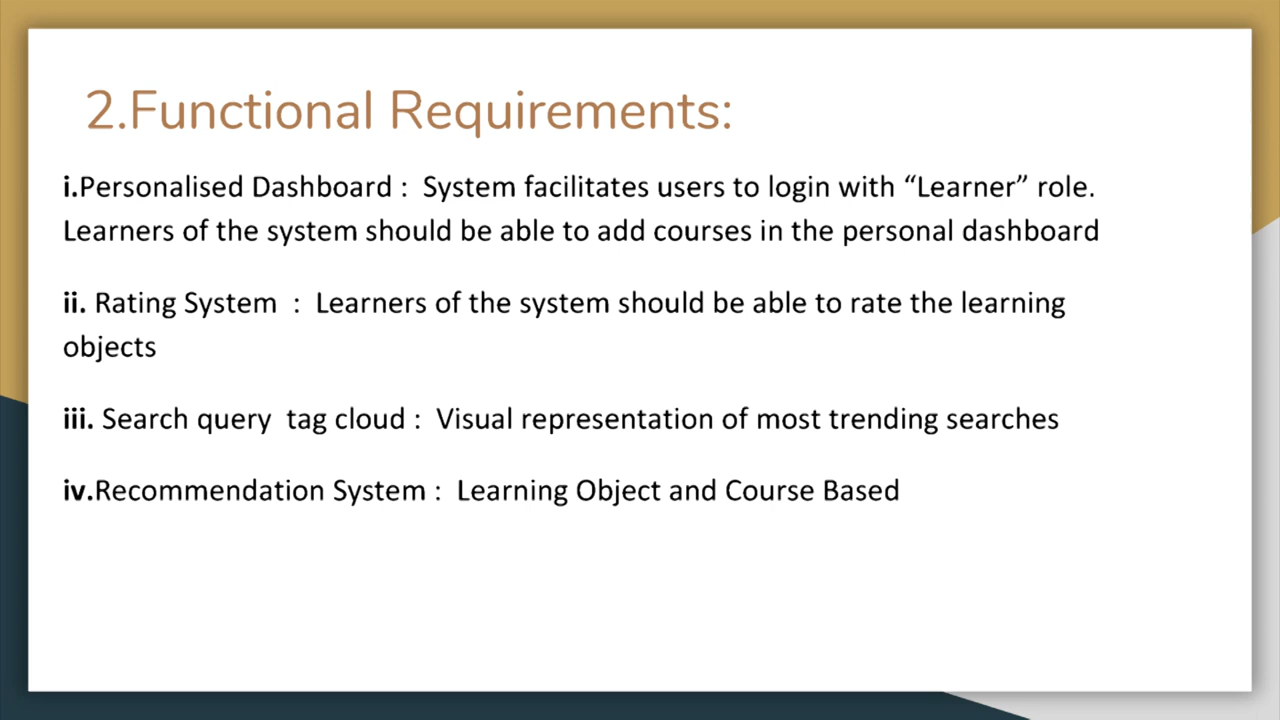 2.Functional Requirements:
i.Personalised Dashboard :  System facilitates users to login with “Learner” role.
Learners of the system should be able to add courses in the personal dashboard
ii. Rating System  :  Learners of the system should be able to rate the learning
objects
iii. Search query  tag cloud :  Visual representation of most trending searches
iv.Recommendation System :  Learning Object and Course Based